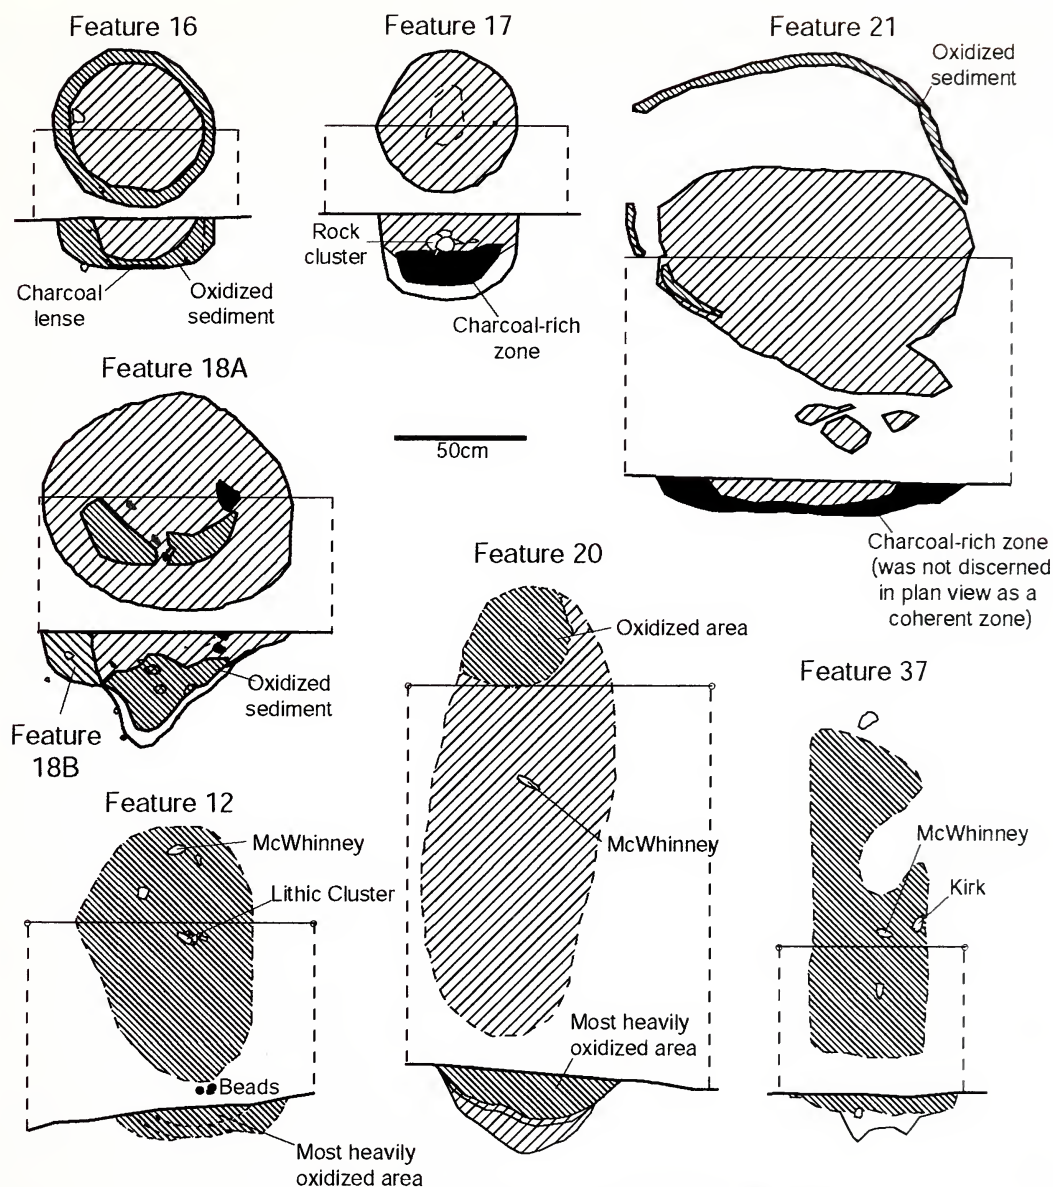 Feature 16
Feature 17
Feature 21
Oxidized
sediment
Rock
cluster
Charcoal
lense
Oxidized
sediment
Charcoal-rich
zone
Feature 18A
50cm
Charcoal-rich zone
(was not discerned
in plan view as a
coherent zone)
Feature 20
Oxidized area
Oxidized
sediment
Feature
18B
Feature 37
Feature 12
McWhinney
McWhinney
McWhinney
Lithic Cluster
Kirk
Most heavily
oxidized area
Beads
Most heavily
oxidized area